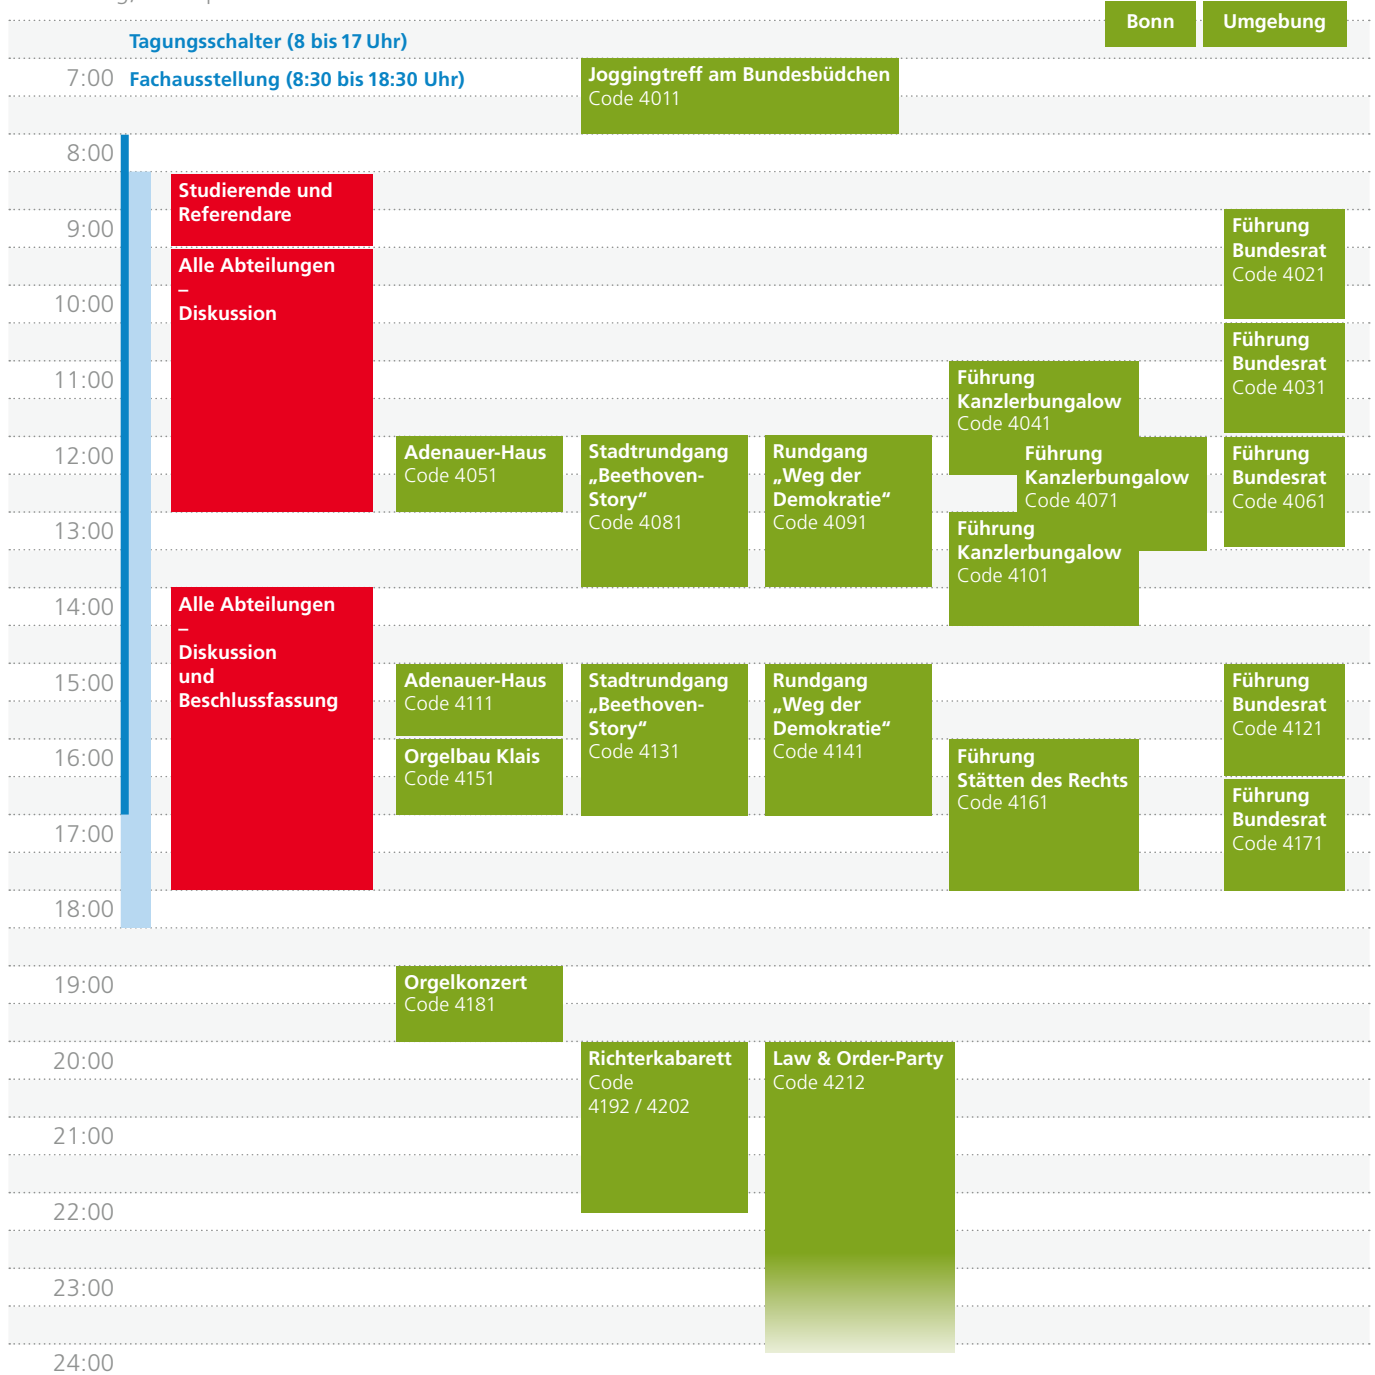 Bonn
Umgebung
Tagungsschalter (8 bis 17 Uhr)
7:00
Fachausstellung (8:30 bis 18:30 Uhr)
Joggingtreff am Bundesbüdchen
Code 4011
8:00
Studierende und
Referendare
9:00
Führung
Bundesrat
Code 4021
Alle Abteilungen
–
Diskussion
10:00
Führung
Bundesrat
Code 4031
11:00
Führung
Kanzlerbungalow
Code 4041
12:00
Adenauer-Haus
Code 4051
Stadtrundgang
„Beethoven-
Story“
Code 4081
Rundgang
„Weg der
Demokratie“
Code 4091
Führung
Kanzlerbungalow
Code 4071
Führung
Bundesrat
Code 4061
13:00
Führung
Kanzlerbungalow
Code 4101
14:00
Alle Abteilungen
–
Diskussion
und
Beschlussfassung
15:00
Adenauer-Haus
Code 4111
Stadtrundgang
„Beethoven-
Story“
Code 4131
Rundgang
„Weg der
Demokratie“
Code 4141
Führung
Bundesrat
Code 4121
16:00
Orgelbau Klais
Code 4151
Führung
Stätten des Rechts
Code 4161
Führung
Bundesrat
Code 4171
17:00
18:00
19:00
Orgelkonzert
Code 4181
20:00
Richterkabarett
Code
4192 / 4202
Law & Order-Party
Code 4212
21:00
22:00
23:00
24:00